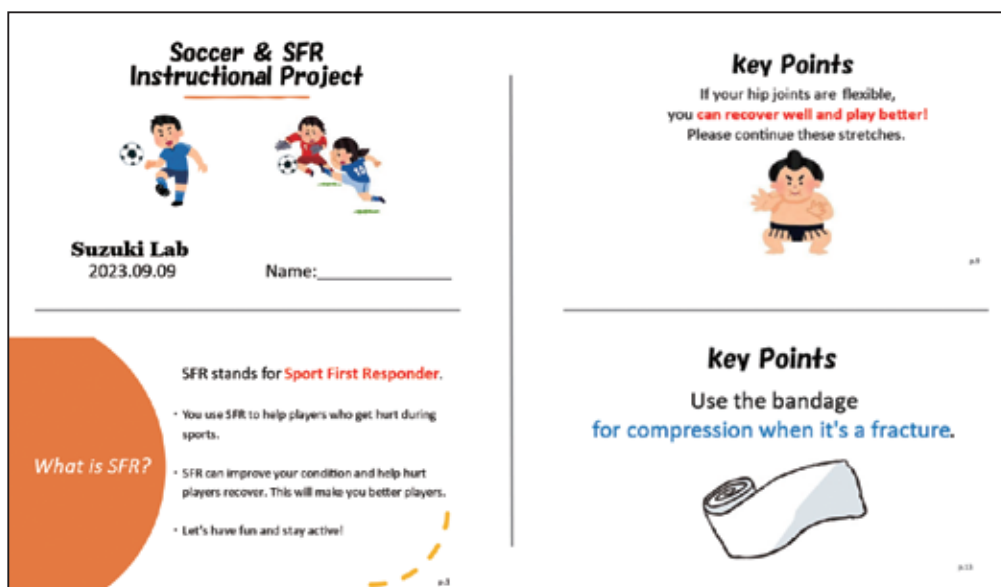 Soccer & SFR
Instructional Project
Suzuki Lab
2023.09.09
Name:
What is SFR?
SFR stands for Sport First Responder.
・You use SFR to help players who get hurt during
sports.
・SFR can improve your condition and help hurt
players recover. This will make you better players.
・Let's have fun and stay active!
p.3
Key Points
If your hip joints are flexible,
you can recover well and play better!
Please continue these stretches.
p.9
Key Points
Use the bandage
for compression when it's a fracture.
p.13